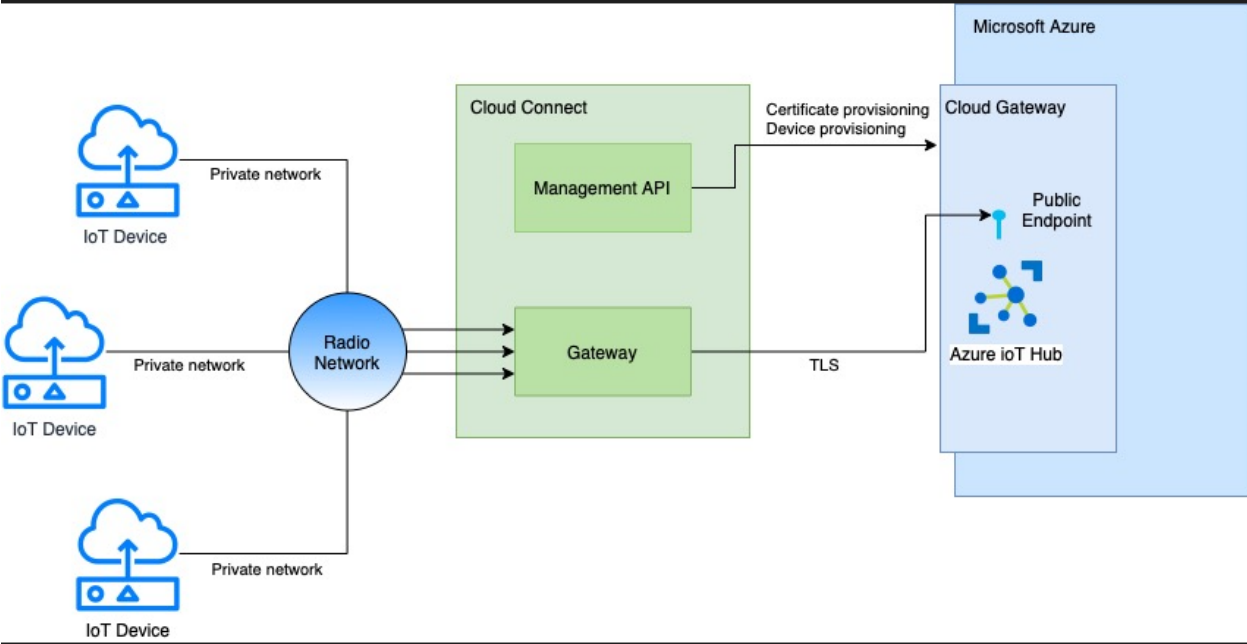 Microsoft Azure
Cloud Connect
Certificate provisioning
Device provisioning
Cloud Gateway
Private network
Management API
Public
Endpoint
IoT Device
Radio
Network
Gateway
Private network
TLS
Azure ioT Hub
IoT Device
Private network
IoT Device